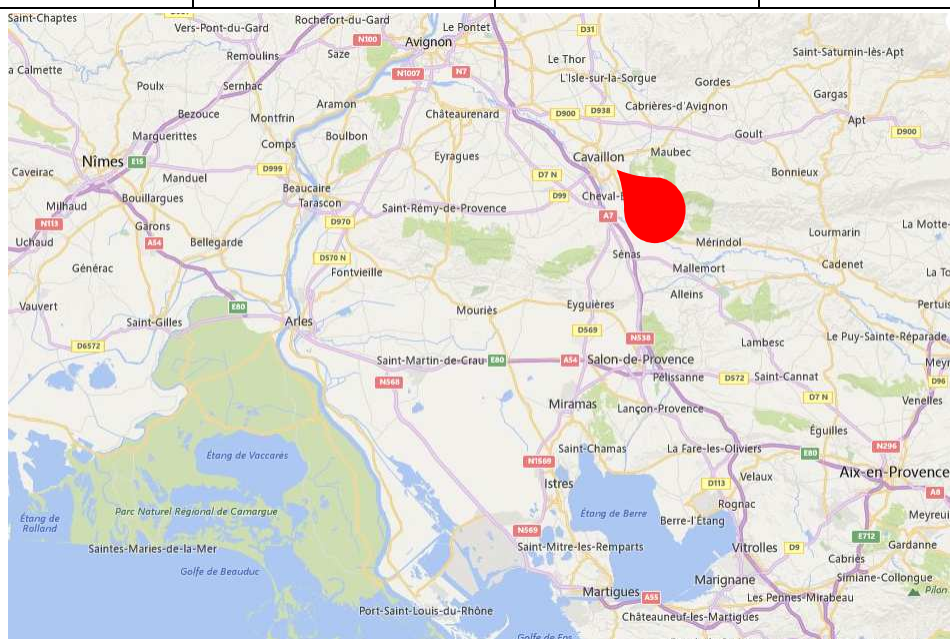 Saint-Chaptes
Rochefort-du-Gard
Le Pontet
Vers-Pont-du-Gard
N100
Avignon
D31
Remoulins
Saze
Saint-Saturnin-lès-Apt
Le Thor
a Calmette
N1007
N7
L'Isle-sur-la-Sorgue
Poulx
Sernhac
Gordes
Gargas
Aramon
Cabrières-d'Avignon
Bezouce
Montfrin
Châteaurenard
D900
D938
Apt
Marguerittes
Boulbon
Goult
D900
Comps
Nîmes
E15
Eyragues
Cavaillon
Maubec
Caveirac
Manduel
D999
D7 N
Bonnieux
Milhaud
Bouillargues
Beaucaire
Tarascon
D99
Cheval-B
Saint-Rémy-de-Provence
N113
Garons
D970
A7
La Motte-
Uchaud
A54
Bellegarde
Lourmarin
Mérindol
Générac
D570 N
Fontvieille
Sénas
Mallemort
Cadenet
La To
Vauvert
E80
Mouriès
Eyguières
Alleins
Pertuis
Saint-Gilles
Arles
D569
N538
Le Puy-Sainte-Réparade
D6572
Lambesc
Saint-Martin-de-Crau
E80
A54
Salon-de-Provence
Meyr
N568
Pélissanne
D572
Saint-Cannat
D96
Miramas
Lançon-Provence
D7 N
Venelles
Éguilles
Étang de Vaccarès
Saint-Chamas
La Fare-les-Oliviers
E80
N296
N1569
Istres
Velaux
Aix-en-Provence
D113
A8
Parc Naturel Régional de Camargue
Étang de Berre
Rognac
Étang de
Rolland
Berre-l'Étang
Meyreui
N569
E712
Saintes-Maries-de-la-Mer
Saint-Mitre-les-Remparts
Vitrolles
D9
Gardanne
Cabriès
Golfe de Beauduc
Marignane
Simiane-Collongue
Martigues
A55
Les Pennes-Mirabeau
Pilon
Port-Saint-Louis-du-Rhône
Châteauneuf-les-Martigues
Golfe de Fos